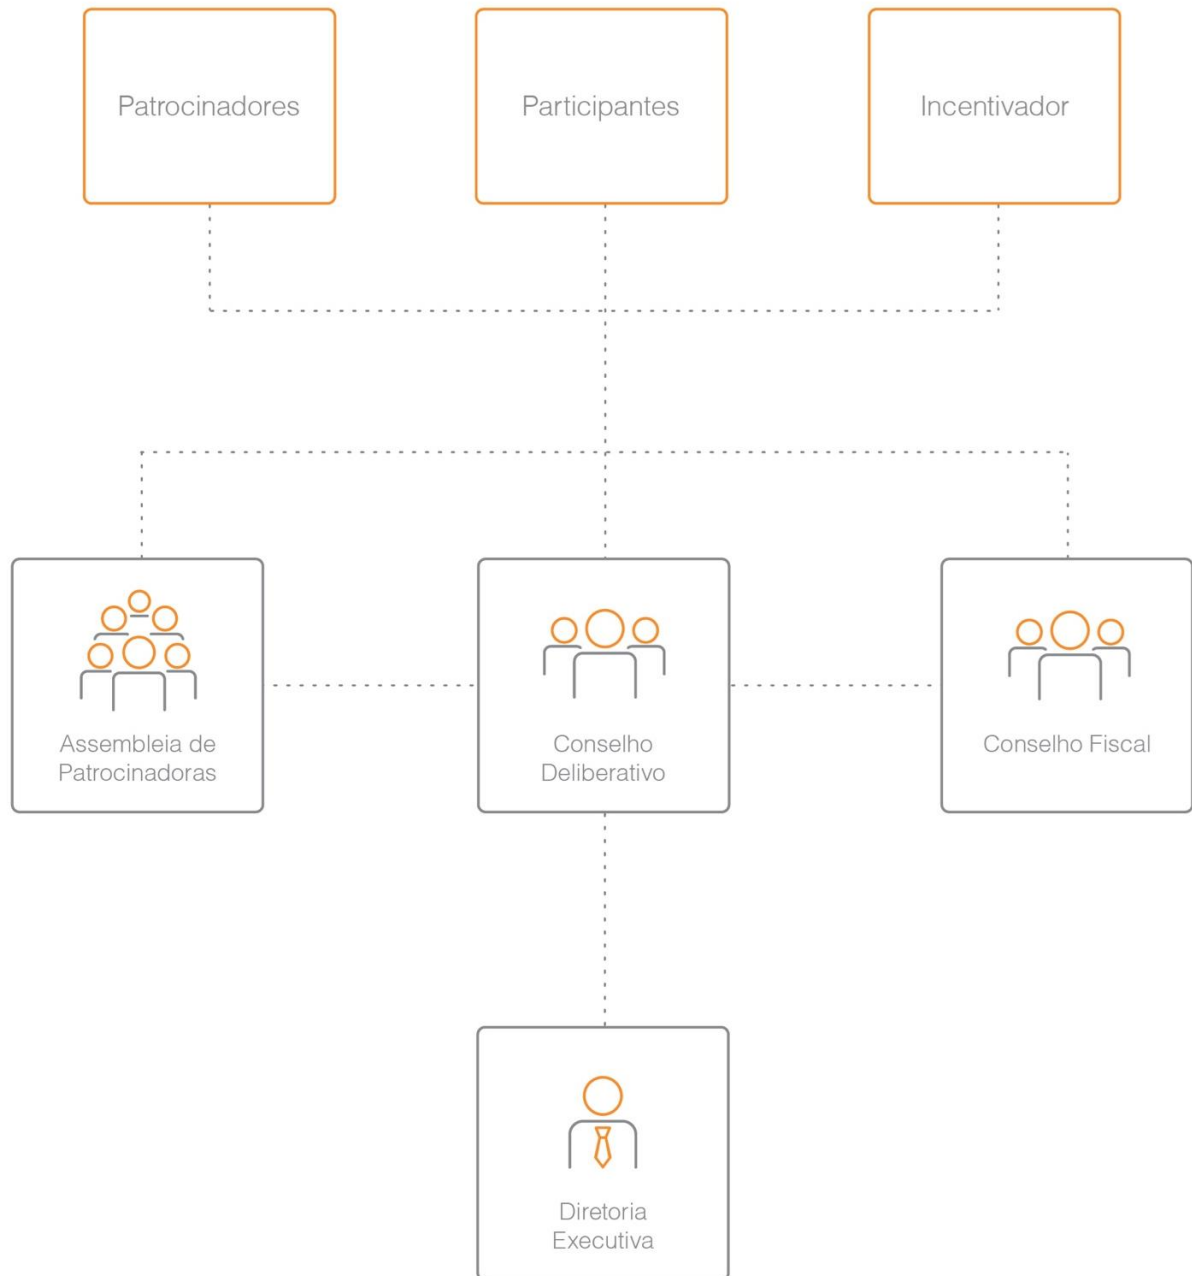 Patrocinadores
Participantes
Incentivador
Assembleia de
Patrocinadoras
Conselho
Deliberativo
Conselho Fiscal
Diretoria
Executiva